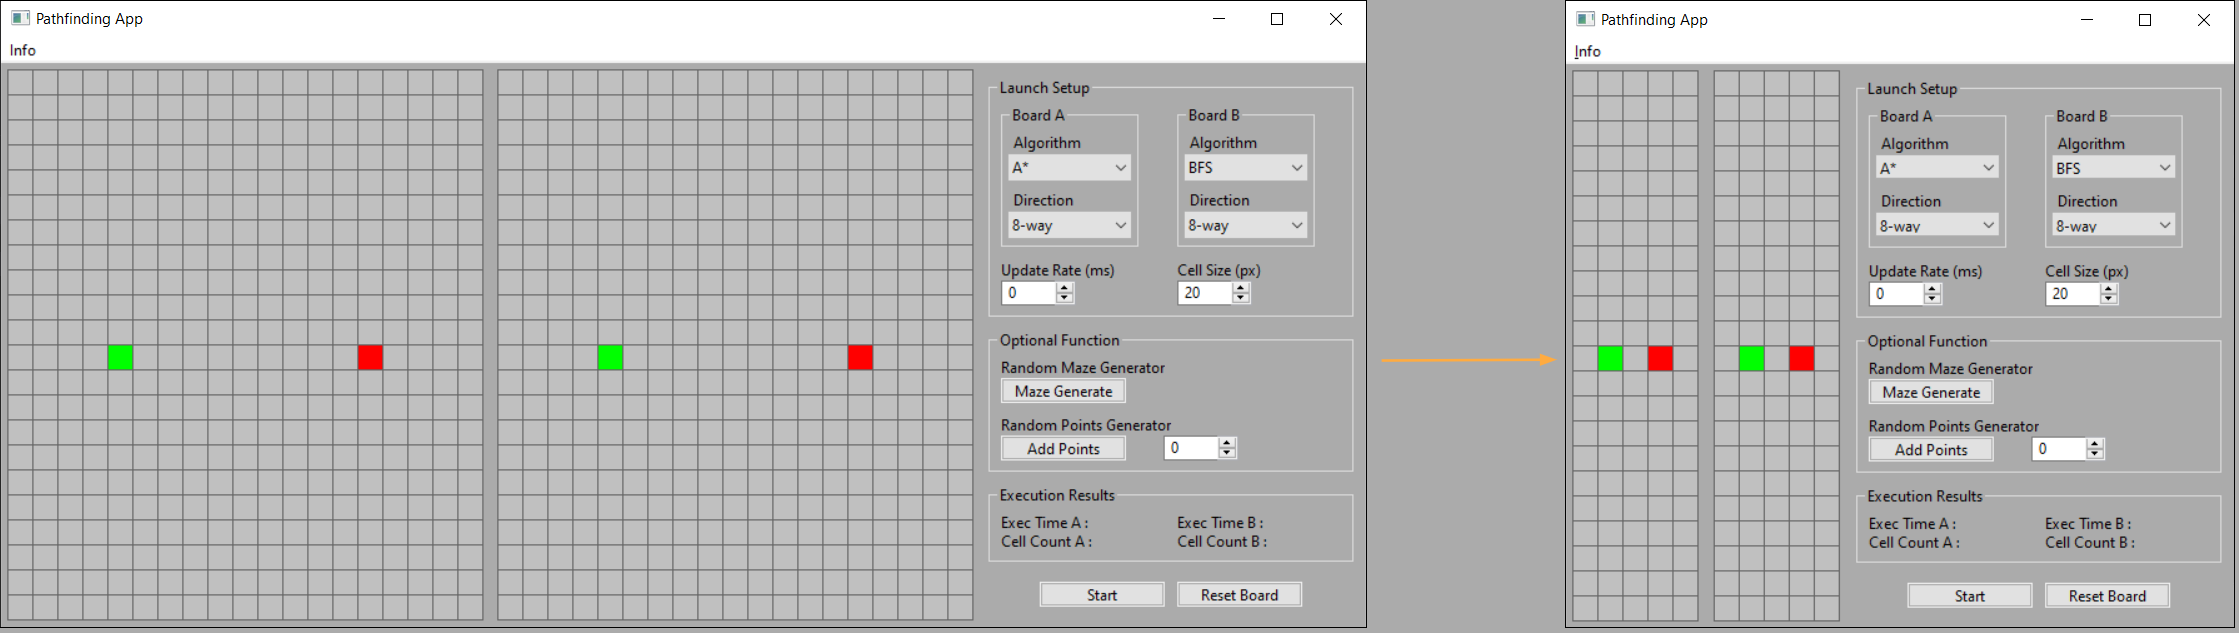 Pathfinding App
Info
Launch Setup
Board A Board B
Algorithm Algorithm
A* BFS
Direction Direction
8-way 8-way
Update Rate (ms) Cell Size (px)
0 20
Optional Function
Random Maze Generator
Maze Generate
Random Points Generator
Add Points 0
Execution Results
Exec Time A : Exec Time B :
Cell Count A : Cell Count B :
Start Reset Board
Pathfinding App
Info
Launch Setup
Board A Board B
Algorithm Algorithm
A* BFS
Direction Direction
8-way 8-way
Update Rate (ms) Cell Size (px)
0 20
Optional Function
Random Maze Generator
Maze Generate
Random Points Generator
Add Points 0
Execution Results
Exec Time A : Exec Time B :
Cell Count A : Cell Count B :
Start Reset Board